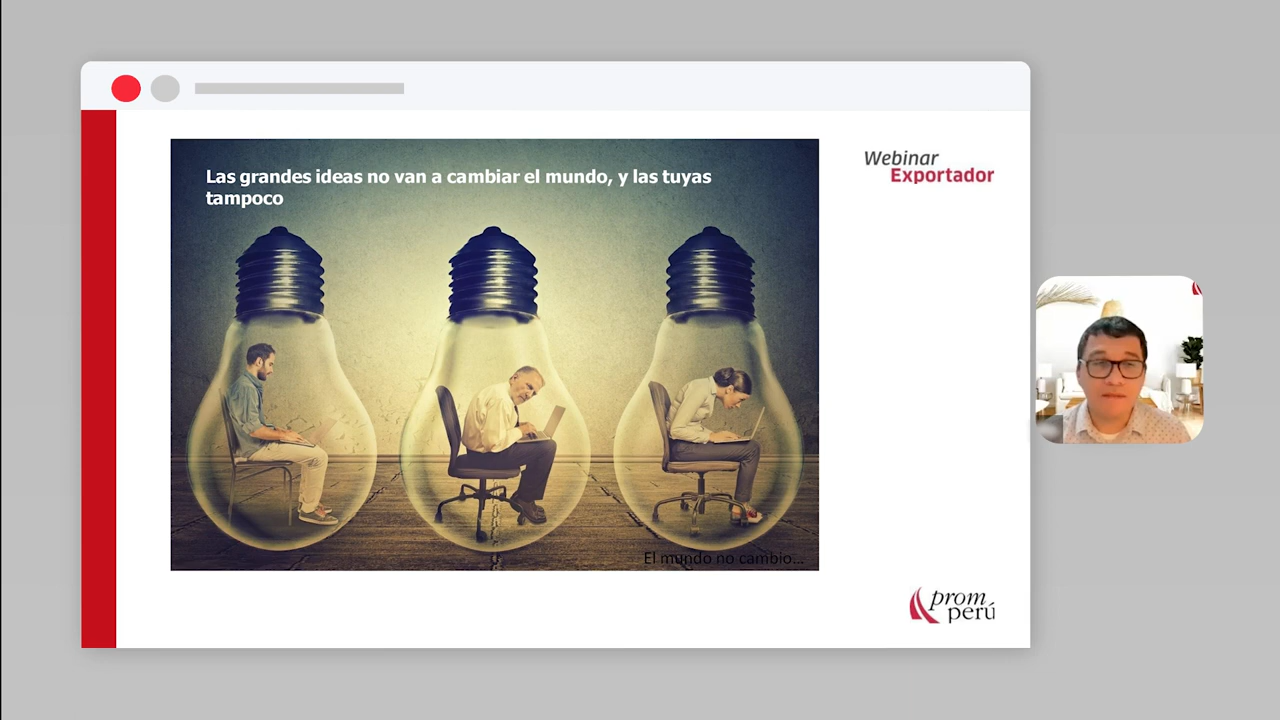 Las grandes ideas no van a cambiar el mundo, y las tuyas
tampoco
Webinar
Exportador
El mundo no cambio...
prom
perú